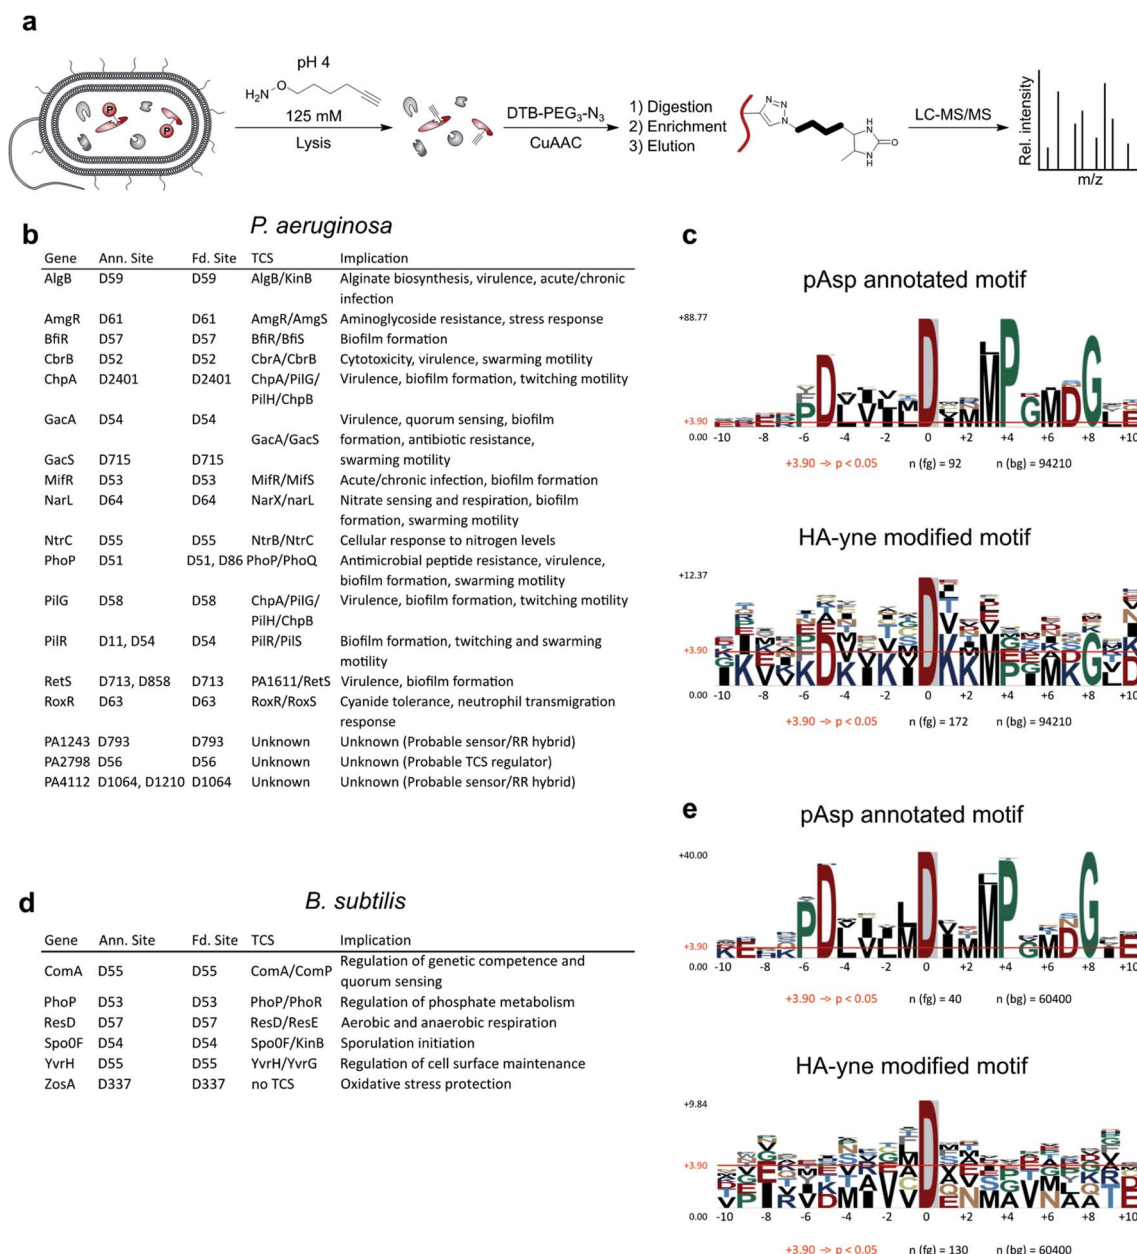 a
pH 4
H₂N
O
125 mM
Lysis
P
P
DTB-PEG₃-N₃
CuAAC
1) Digestion
2) Enrichment
3) Elution
N
N
N
H
N
O
N
H
LC-MS/MS
Rel. intensity
m/z
b
P. aeruginosa
Gene Ann. Site Fd. Site TCS Implication
AlgB D59 D59 AlgB/KinB Alginate biosynthesis, virulence, acute/chronic
infection
AmgR D61 D61 AmgR/AmgS Aminoglycoside resistance, stress response
BfiR D57 D57 BfiR/BfiS Biofilm formation
CbrB D52 D52 CbrA/CbrB Cytotoxicity, virulence, swarming motility
ChpA D2401 D2401 ChpA/PilG/ Virulence, biofilm formation, twitching motility
PilH/ChpB
GacA D54 D54 Virulence, quorum sensing, biofilm
GacA/GacS formation, antibiotic resistance,
GacS D715 D715 swarming motility
MifR D53 D53 MifR/MifS Acute/chronic infection, biofilm formation
NarL D64 D64 NarX/narL Nitrate sensing and respiration, biofilm
formation, swarming motility
NtrC D55 D55 NtrB/NtrC Cellular response to nitrogen levels
PhoP D51 D51, D86 PhoP/PhoQ Antimicrobial peptide resistance, virulence,
biofilm formation, swarming motility
PilG D58 D58 ChpA/PilG/ Virulence, biofilm formation, twitching motility
PilH/ChpB
PilR D11, D54 D54 PilR/PilS Biofilm formation, twitching and swarming
motility
RetS D713, D858 D713 PA1611/RetS Virulence, biofilm formation
RoxR D63 D63 RoxR/RoxS Cyanide tolerance, neutrophil transmigration
response
PA1243 D793 D793 Unknown Unknown (Probable sensor/RR hybrid)
PA2798 D56 D56 Unknown Unknown (Probable TCS regulator)
PA4112 D1064, D1210 D1064 Unknown Unknown (Probable sensor/RR hybrid)
c
pAsp annotated motif
+88.77
+3.90
0.00
-10 -8 -6 -4 -2 0 +2 +4 +6 +8 +10
+3.90 -> p < 0.05 n (fg) = 92 n (bg) = 94210
HA-yne modified motif
+12.37
+3.90
0.00
-10 -8 -6 -4 -2 0 +2 +4 +6 +8 +10
+3.90 -> p < 0.05 n (fg) = 172 n (bg) = 94210
d
B. subtilis
Gene Ann. Site Fd. Site TCS Implication
ComA D55 D55 ComA/ComP Regulation of genetic competence and
quorum sensing
PhoP D53 D53 PhoP/PhoR Regulation of phosphate metabolism
ResD D57 D57 ResD/ResE Aerobic and anaerobic respiration
Spo0F D54 D54 Spo0F/KinB Sporulation initiation
YvrH D55 D55 YvrH/YvrG Regulation of cell surface maintenance
ZosA D337 D337 no TCS Oxidative stress protection
e
pAsp annotated motif
+40.00
+3.90
0.00
-10 -8 -6 -4 -2 0 +2 +4 +6 +8 +10
+3.90 -> p < 0.05 n (fg) = 40 n (bg) = 60400
HA-yne modified motif
+9.84
+3.90
0.00
-10 -8 -6 -4 -2 0 +2 +4 +6 +8 +10
+3.90 -> p < 0.05 n (fg) = 130 n (bg) = 60400